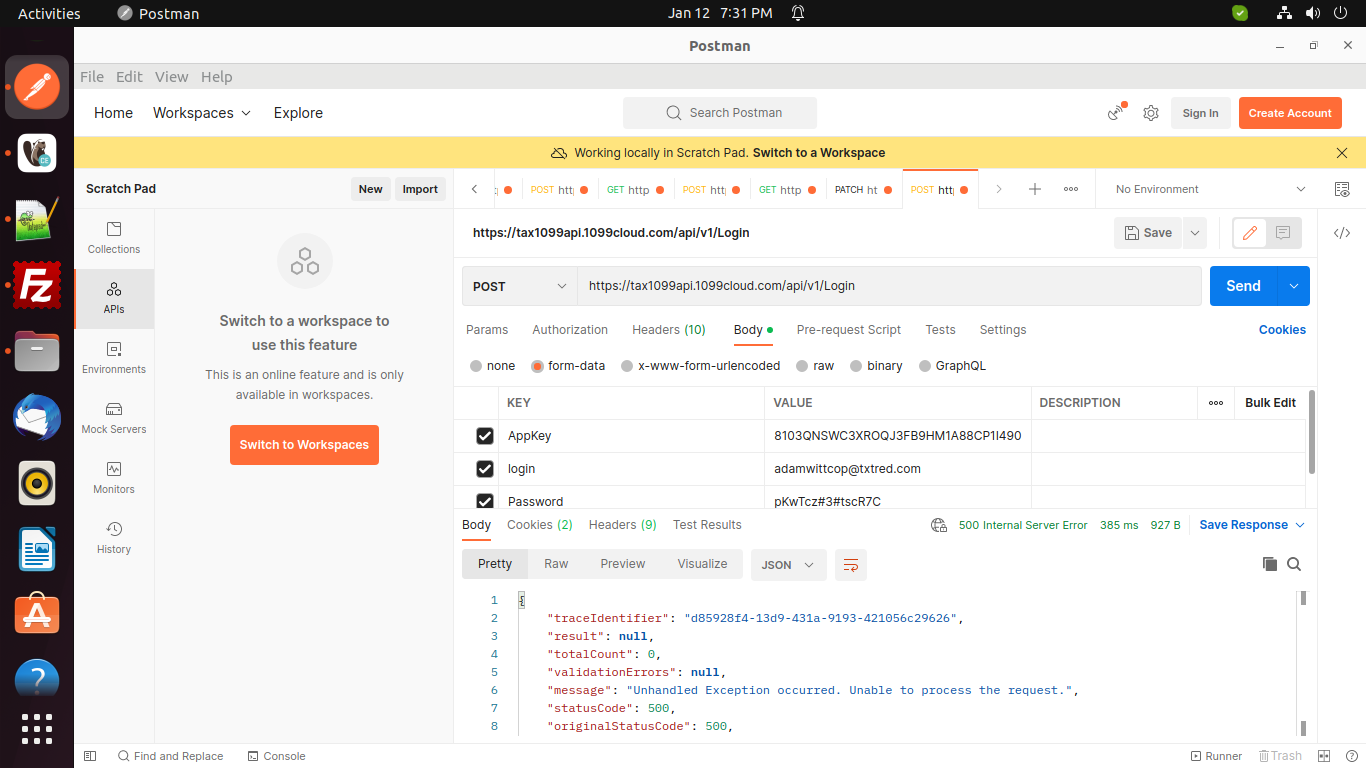 Activities Postman Jan 12 7:31 PM
Postman
File Edit View Help
Home Workspaces Explore Search Postman Sign In Create Account
Working locally in Scratch Pad. Switch to a Workspace
Scratch Pad New Import
POST GET http POST GET http PATCH ht POST No Environment
Collections
APIs
Environments
Mock Servers
Monitors
History
Switch to a workspace to
use this feature
This is an online feature and is only
available in workspaces.
Switch to Workspaces
https://tax1099api.1099cloud.com/api/v1/Login Save
POST https://tax1099api.1099cloud.com/api/v1/Login Send
Params Authorization Headers (10) Body Pre-request Script Tests Settings Cookies
none form-data x-www-form-urlencoded raw binary GraphQL
KEY VALUE DESCRIPTION Bulk Edit
AppKey 8103QNSWC3XROQJ3FB9HM1A88CP1I490
login adamwittcop@txtred.com
Password pKwTcz#3#tscR7C
Body Cookies (2) Headers (9) Test Results 500 Internal Server Error 385 ms 927 B Save Response
Pretty Raw Preview Visualize JSON
1 {
2 "traceIdentifier": "d85928f4-13d9-431a-9193-421056c29626",
3 "result": null,
4 "totalCount": 0,
5 "validationErrors": null,
6 "message": "Unhandled Exception occurred. Unable to process the request.",
7 "statusCode": 500,
8 "originalStatusCode": 500,
Find and Replace Console Runner Trash